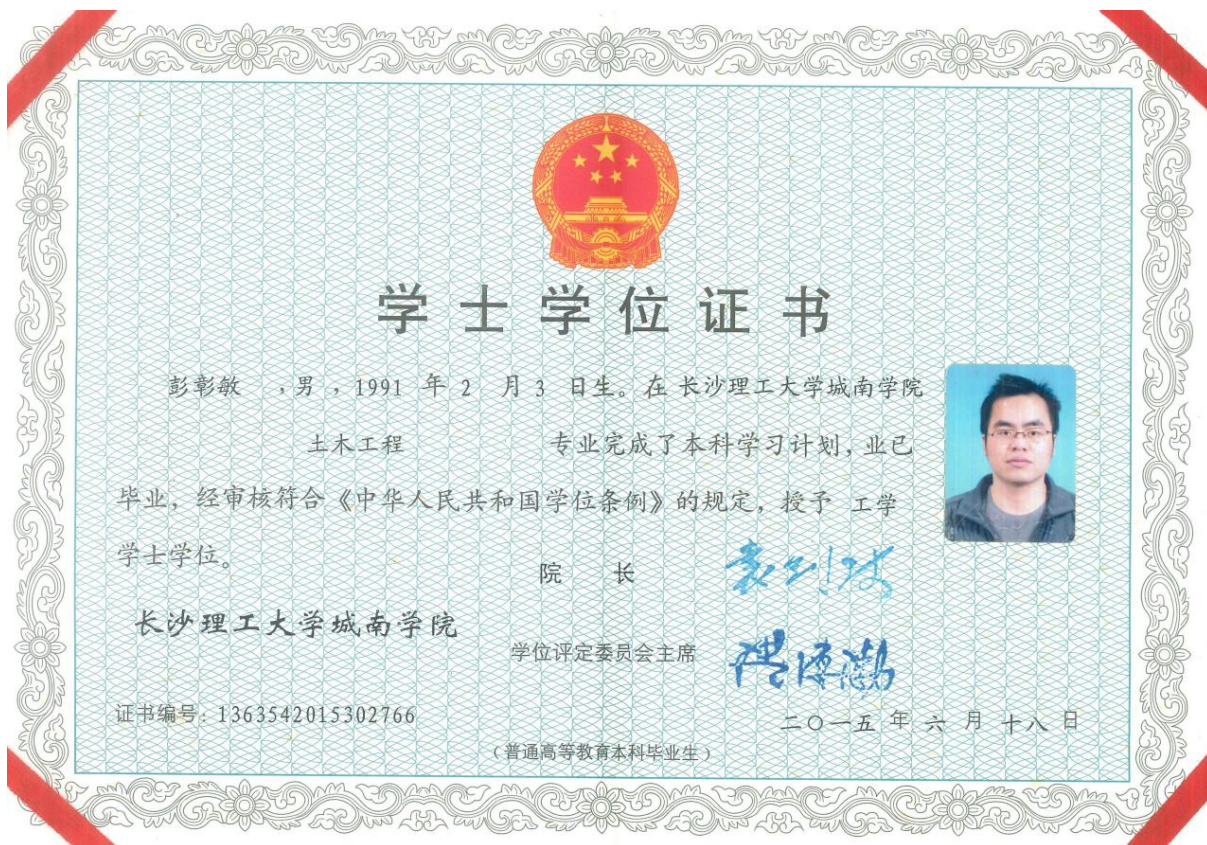 学士学位证书
彭彰敏 ，男，1991 年 2 月 3 日生。在 长沙理工大学城南学院
土木工程 专业完成了本科学习计划，业已
毕业，经审核符合《中华人民共和国学位条例》的规定，授予 工学
学士学位。
院 长
长沙理工大学城南学院
学位评定委员会主席
证书编号：1363542015302766
二〇一五 年 六 月 十八 日
（普通高等教育本科毕业生）